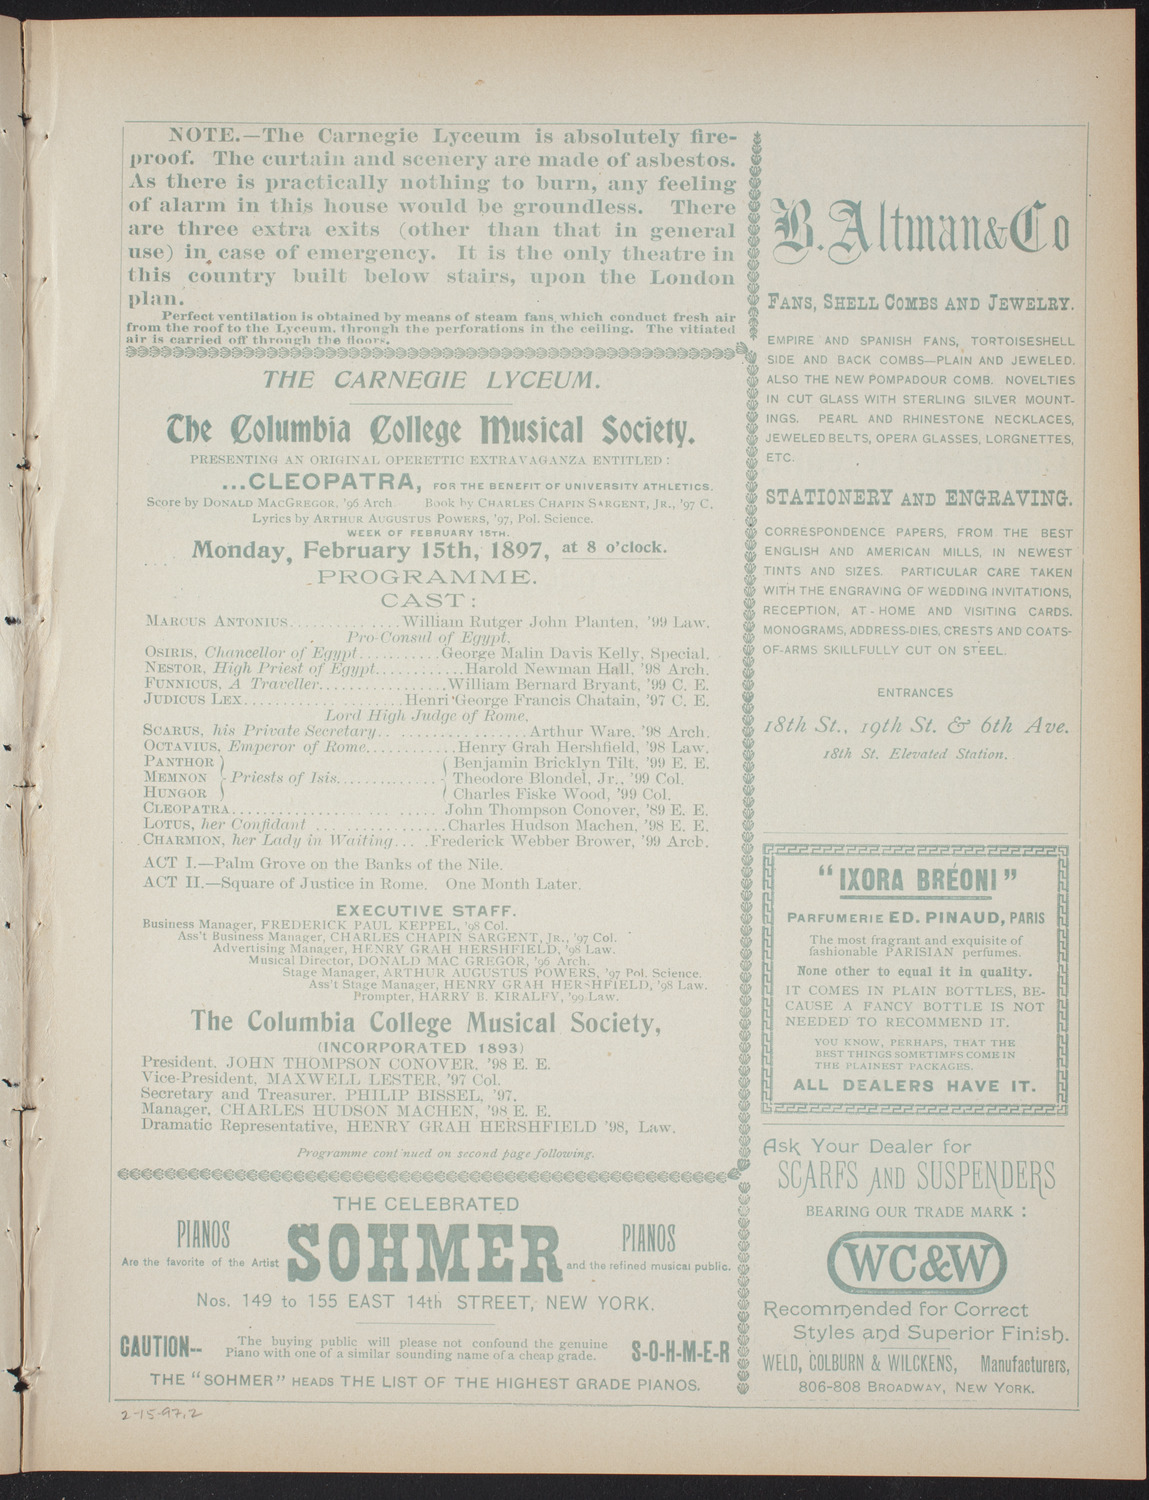 NOTE.—The Carnegie Lyceum is absolutely fire-
proof. The curtain and scenery are made of asbestos.
As there is practically nothing to burn, any feeling
of alarm in this house would be groundless. There
are three extra exits (other than that in general
use) in case of emergency. It is the only theatre in
this country built below stairs, upon the London
plan.
Perfect ventilation is obtained by means of steam fans, which conduct fresh air
from the roof to the Lyceum, through the perforations in the ceiling. The vitiated
air is carried off through the floors.
THE CARNEGIE LYCEUM.
The Columbia College Musical Society.
PRESENTING AN ORIGINAL OPERETTIC EXTRAVAGANZA ENTITLED:
...CLEOPATRA, FOR THE BENEFIT OF UNIVERSITY ATHLETICS.
Score by DONALD MACGREGOR, '96 Arch Book by CHARLES CHAPIN SARGENT, JR., '97 C,
Lyrics by ARTHUR AUGUSTUS POWERS, '97, Pol. Science.
WEEK OF FEBRUARY 15TH.
Monday, February 15th, 1897, at 8 o'clock.
PROGRAMME.
CAST:
MARCUS ANTONIUS.............William Rutger John Planten, '99 Law.
Pro-Consul of Egypt.
OSIRIS, Chancellor of Egypt..........George Malin Davis Kelly, Special.
NESTOR, High Priest of Egypt...........Harold Newman Hall, '98 Arch.
FUNNICUS, A Traveller................William Bernard Bryant, '99 C. E.
JUDICUS LEX.....................Henri George Francis Chatain, '97 C. E.
Lord High Judge of Rome.
SCARUS, his Private Secretary.. ................Arthur Ware, '98 Arch.
OCTAVIUS, Emperor of Rome...........Henry Grah Hershfield, '98 Law.
PANTHOR } { Benjamin Bricklyn Tilt, '99 E. E.
MEMNON } Priests of Isis.............{ Theodore Blondel, Jr., '99 Col.
HUNGOR } { Charles Fiske Wood, '99 Col.
CLEOPATRA.......................... ..... John Thompson Conover, '89 E. E.
LOTUS, her Confidant ... ................Charles Hudson Machen, '98 E. E.
CHARMION, her Lady in Waiting... .Frederick Webber Brower, '99 Arch.
ACT I.—Palm Grove on the Banks of the Nile.
ACT II.—Square of Justice in Rome. One Month Later.
EXECUTIVE STAFF.
Business Manager, FREDERICK PAUL KEPPEL, '98 Col.
Ass't Business Manager, CHARLES CHAPIN SARGENT, JR., '97 Col.
Advertising Manager, HENRY GRAH HERSHFIELD, '98 Law.
Musical Director, DONALD MAC GREGOR, '96 Arch.
Stage Manager, ARTHUR AUGUSTUS POWERS, '97 Pol. Science.
Ass't Stage Manager, HENRY GRAH HERSHFIELD, '98 Law.
Prompter, HARRY B. KIRALFY, '99 Law.
The Columbia College Musical Society,
(INCORPORATED 1893)
President, JOHN THOMPSON CONOVER, '98 E. E.
Vice-President, MAXWELL LESTER, '97 Col.
Secretary and Treasurer, PHILIP BISSEL, '97.
Manager, CHARLES HUDSON MACHEN, '98 E. E.
Dramatic Representative, HENRY GRAH HERSHFIELD '98, Law.
Programme cont'nued on second page following.
THE CELEBRATED
PIANOS SOHMER PIANOS
Are the favorite of the Artist and the refined musical public.
Nos. 149 to 155 EAST 14th STREET, NEW YORK.
CAUTION-- The buying public will please not confound the genuine S-O-H-M-E-R
Piano with one of a similar sounding name of a cheap grade.
THE "SOHMER" HEADS THE LIST OF THE HIGHEST GRADE PIANOS.
B. Altman & Co
FANS, SHELL COMBS AND JEWELRY.
EMPIRE AND SPANISH FANS, TORTOISESHELL
SIDE AND BACK COMBS—PLAIN AND JEWELED.
ALSO THE NEW POMPADOUR COMB. NOVELTIES
IN CUT GLASS WITH STERLING SILVER MOUNT-
INGS. PEARL AND RHINESTONE NECKLACES,
JEWELED BELTS, OPERA GLASSES, LORGNETTES,
ETC.
STATIONERY AND ENGRAVING.
CORRESPONDENCE PAPERS, FROM THE BEST
ENGLISH AND AMERICAN MILLS, IN NEWEST
TINTS AND SIZES. PARTICULAR CARE TAKEN
WITH THE ENGRAVING OF WEDDING INVITATIONS,
RECEPTION, AT-HOME AND VISITING CARDS.
MONOGRAMS, ADDRESS-DIES, CRESTS AND COATS-
OF-ARMS SKILLFULLY CUT ON STEEL.
ENTRANCES
18th St., 19th St. & 6th Ave.
18th St. Elevated Station.
"IXORA BRÉONI"
PARFUMERIE ED. PINAUD, PARIS
The most fragrant and exquisite of
fashionable PARISIAN perfumes.
None other to equal it in quality.
IT COMES IN PLAIN BOTTLES, BE-
CAUSE A FANCY BOTTLE IS NOT
NEEDED TO RECOMMEND IT.
YOU KNOW, PERHAPS, THAT THE
BEST THINGS SOMETIMES COME IN
THE PLAINEST PACKAGES.
ALL DEALERS HAVE IT.
Ask Your Dealer for
SCARFS AND SUSPENDERS
BEARING OUR TRADE MARK:
WC&W
Recommended for Correct
Styles and Superior Finish.
WELD, COLBURN & WILCKENS, Manufacturers,
806-808 BROADWAY, NEW YORK.
2-15-97.2